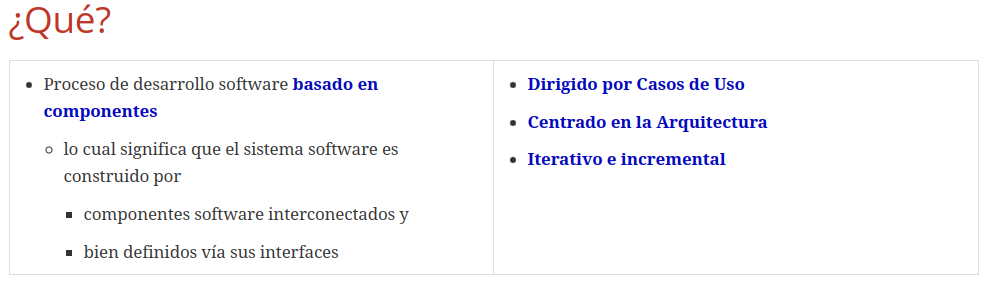 ¿Qué?
Proceso de desarrollo software basado en
componentes
lo cual significa que el sistema software es
construido por
componentes software interconectados y
bien definidos vía sus interfaces
Dirigido por Casos de Uso
Centrado en la Arquitectura
Iterativo e incremental